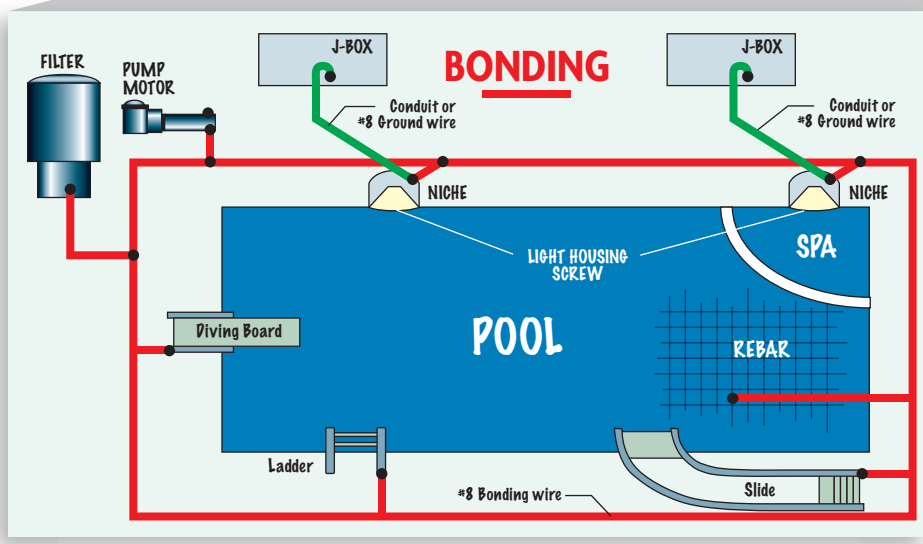 BONDING
FILTER
PUMP
MOTOR
J-BOX
J-BOX
Conduit or
#8 Ground wire
Conduit or
#8 Ground wire
NICHE
NICHE
LIGHT HOUSING
SCREW
SPA
POOL
Diving Board
REBAR
Ladder
#8 Bonding wire
Slide